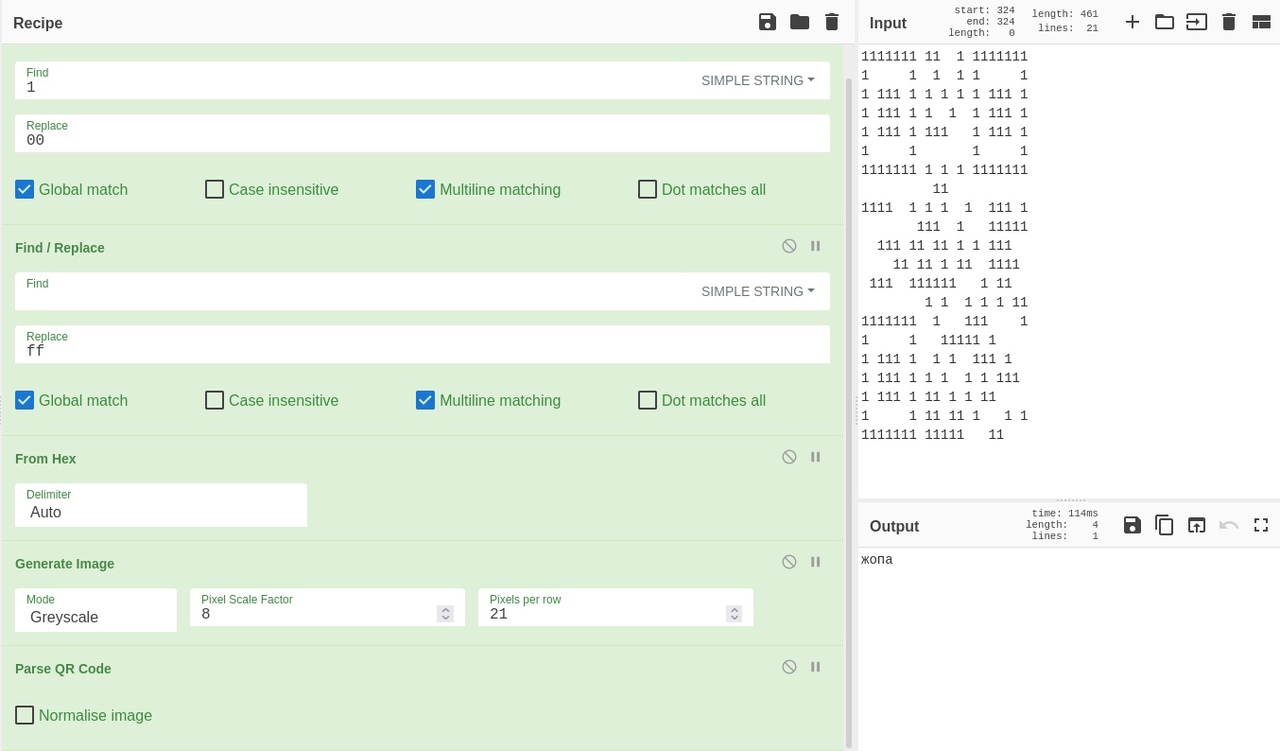 Recipe
Find
1
SIMPLE STRING
Replace
00
Global match Case insensitive Multiline matching Dot matches all
Find / Replace
Find
SIMPLE STRING
Replace
ff
Global match Case insensitive Multiline matching Dot matches all
From Hex
Delimiter
Auto
Generate Image
Mode
Greyscale
Pixel Scale Factor
8
Pixels per row
21
Parse QR Code
Normalise image
Input
start: 324
end: 324
length: 0
length: 461
lines: 21
1111111 11  1 1111111
1     1  1  1 1     1
1 111 1 1 1 1 1 111 1
1 111 1 1  1  1 111 1
1 111 1 111   1 111 1
1     1       1     1
1111111 1 1 1 1111111
         11
1111  1 1 1  1  111 1
       111  1   11111
  111 11 11 1 1 111
    11 11 1 11  1111
 111  111111   1 11
        1 1  1 1 1 11
1111111  1   111    1
1     1   11111 1
1 111 1  1 1  111 1
1 111 1 1 1  1 1 111
1 111 1 11 1 1 11
1     1 11 11 1   1 1
1111111 11111   11
Output
time: 114ms
length: 4
lines: 1
жопа